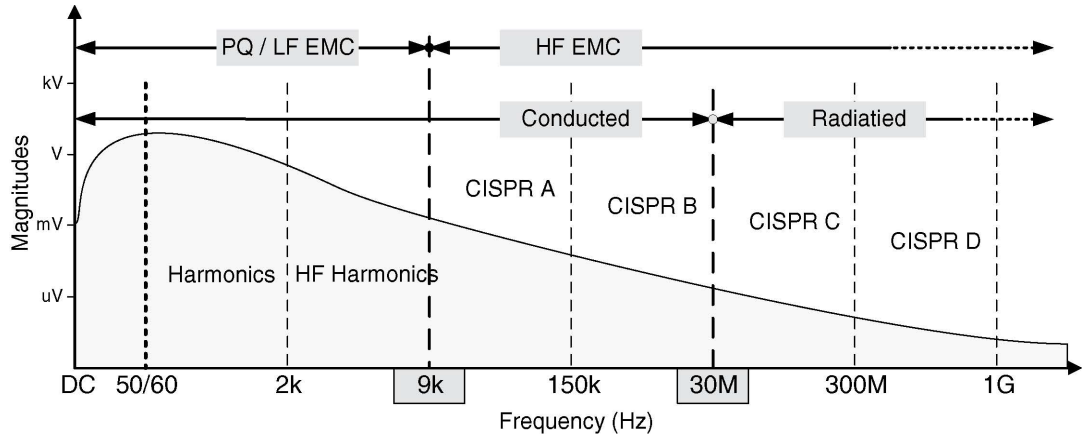 PQ / LF EMC
HF EMC
kV
Conducted
Radiatied
V
CISPR A
CISPR B
CISPR C
CISPR D
mV
Magnitudes
Harmonics
HF Harmonics
uV
DC
50/60
2k
9k
150k
30M
300M
1G
Frequency (Hz)